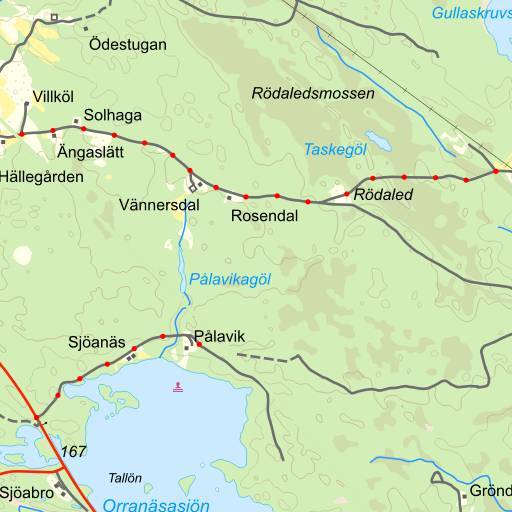 Gullaskruvs
Ödestugan
Villköl
Rödaledsmossen
Solhaga
Taskegöl
Ängaslätt
Hällegården
Rödaled
Vännersdal
Rosendal
Pålavikagöl
Pålavik
Sjöanäs
167
Tallön
Sjöabro
Grönd
Orranäsasjön